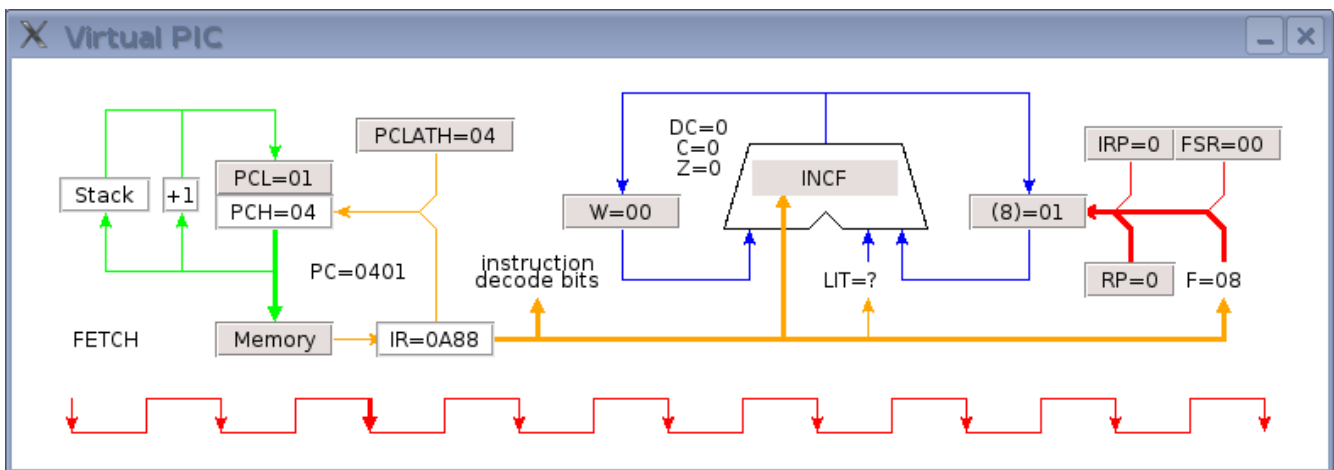 Virtual PIC
PCLATH=04
DC=0
C=0
Z=0
IRP=0 FSR=00
PCL=01
INCF
Stack +1
PCH=04
W=00
(8)=01
PC=0401
instruction
decode bits
LIT=?
RP=0 F=08
FETCH
Memory
IR=0A88